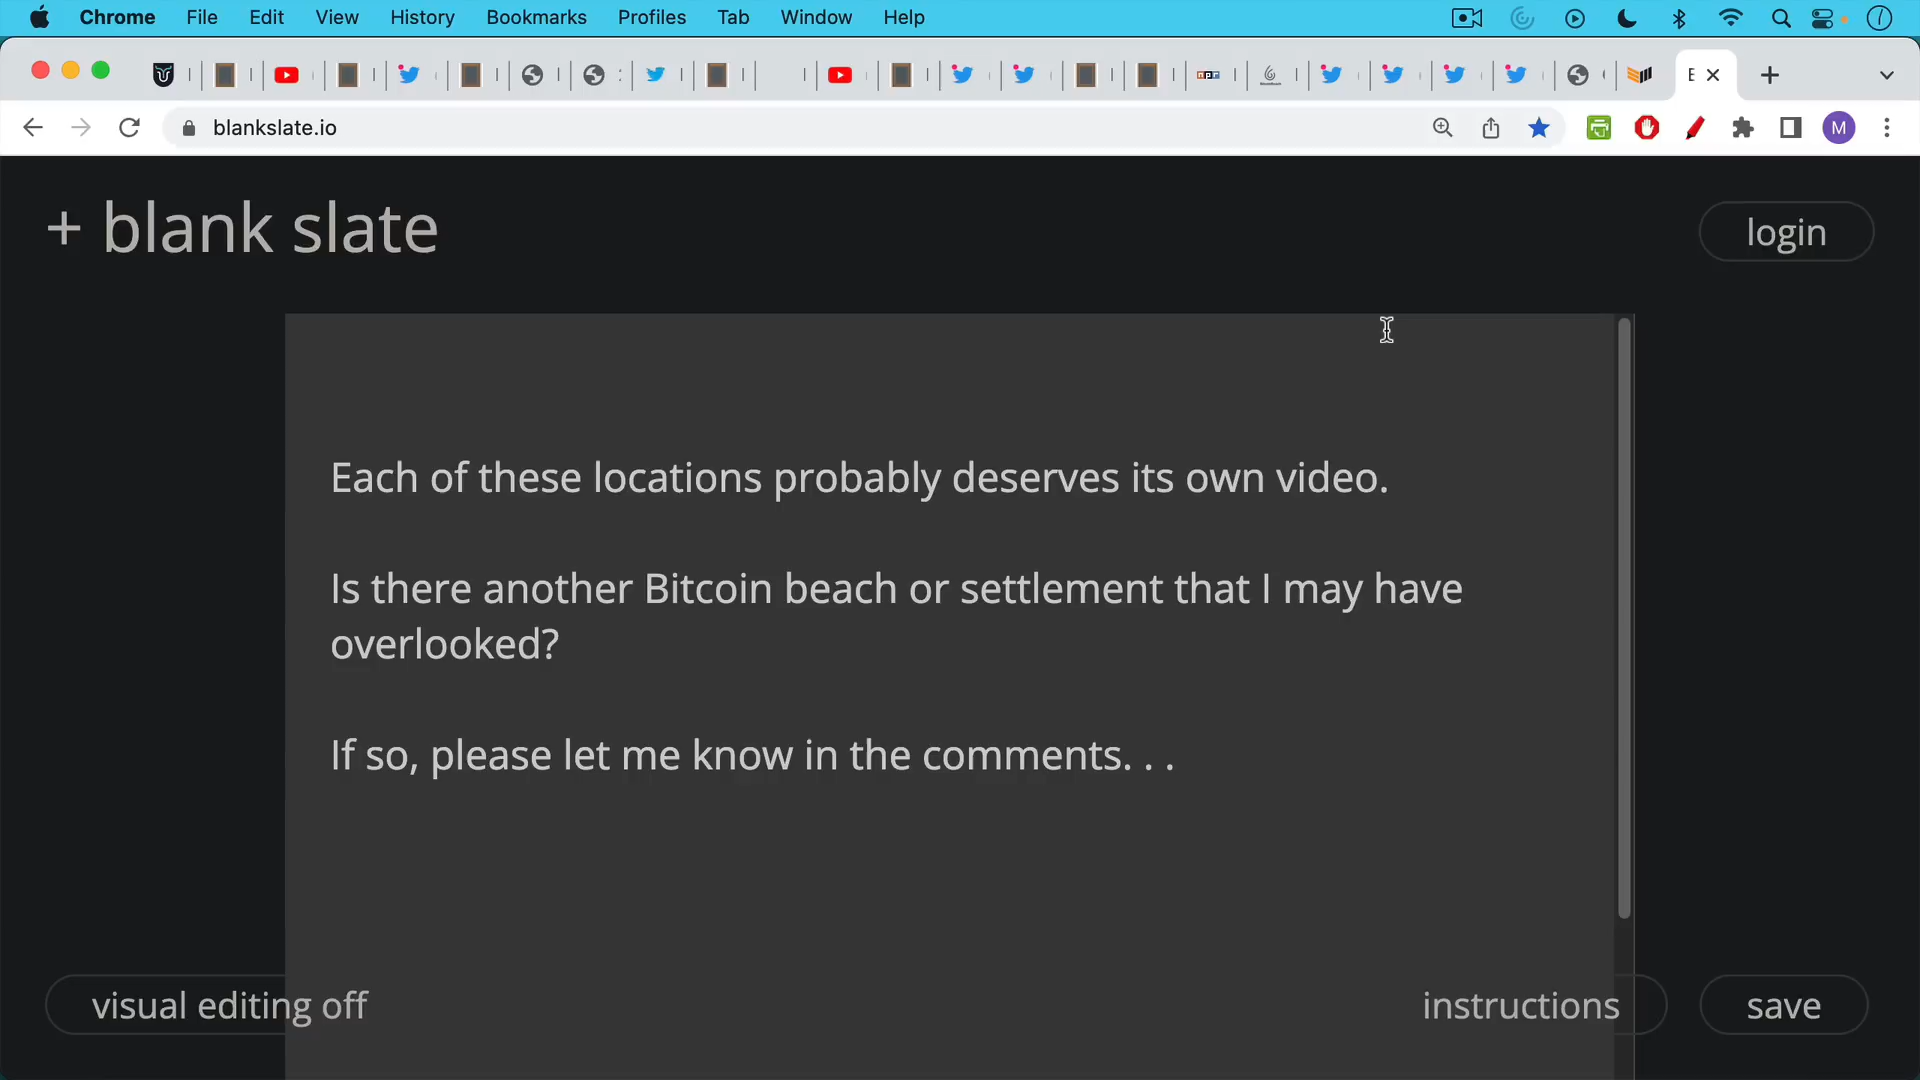 Chrome File Edit View History Bookmarks Profiles Tab Window Help
npr E
blankslate.io M
+ blank slate
login
Each of these locations probably deserves its own video.
Is there another Bitcoin beach or settlement that I may have
overlooked?
If so, please let me know in the comments. . .
visual editing off instructions save